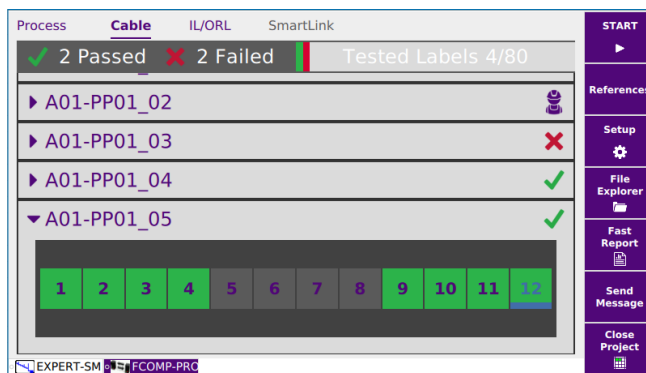 Process Cable IL/ORL SmartLink
2 Passed 2 Failed Tested Labels 4/80
A01-PP01_02
A01-PP01_03
A01-PP01_04
A01-PP01_05
1 2 3 4 5 6 7 8 9 10 11 12
EXPERT-SM FCOMP-PRO
START
References
Setup
File
Explorer
Fast
Report
Send
Message
Close
Project